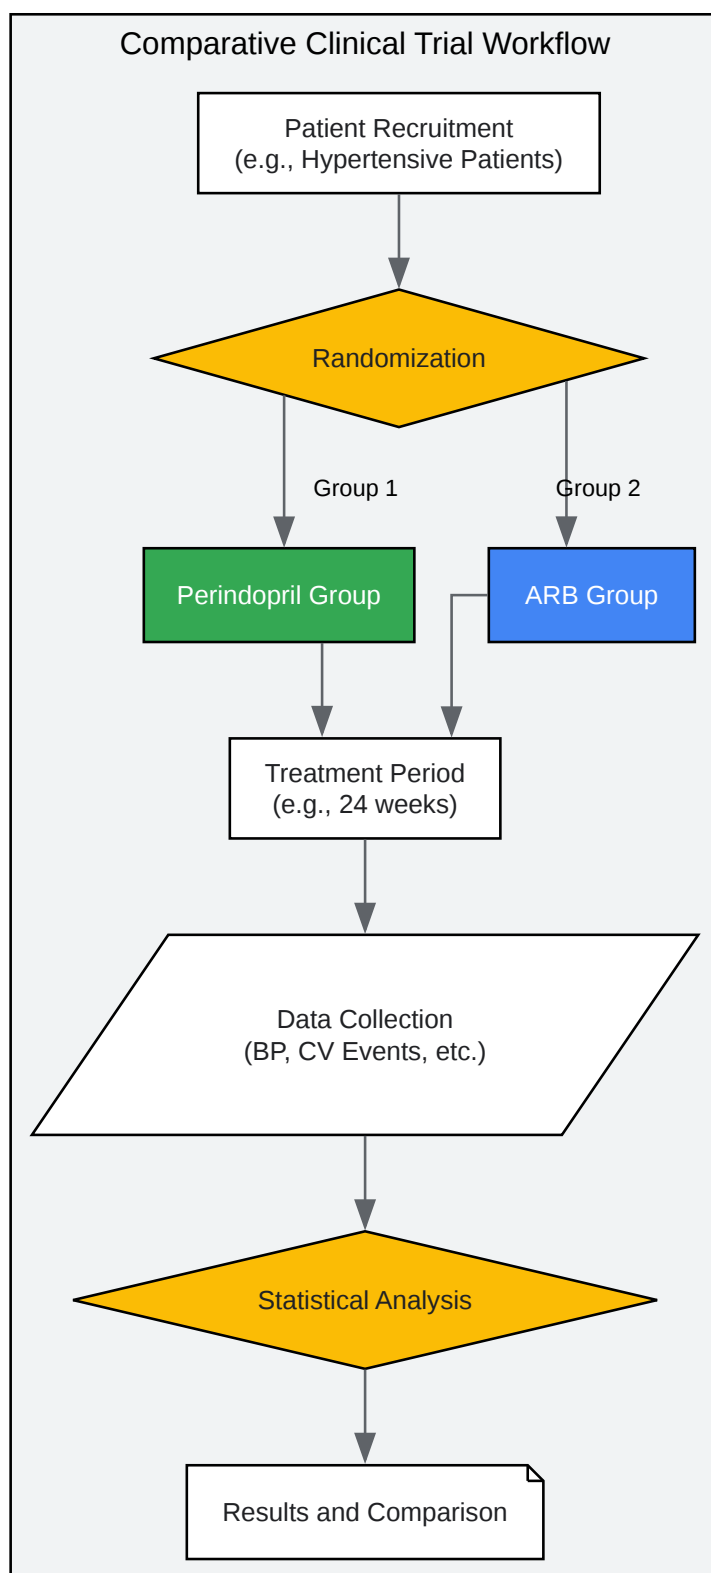 Comparative Clinical Trial Workflow
Patient Recruitment
(e.g., Hypertensive Patients)
Randomization
Group 1
Group 2
Perindopril Group
ARB Group
Treatment Period
(e.g., 24 weeks)
Data Collection
(BP, CV Events, etc.)
Statistical Analysis
Results and Comparison